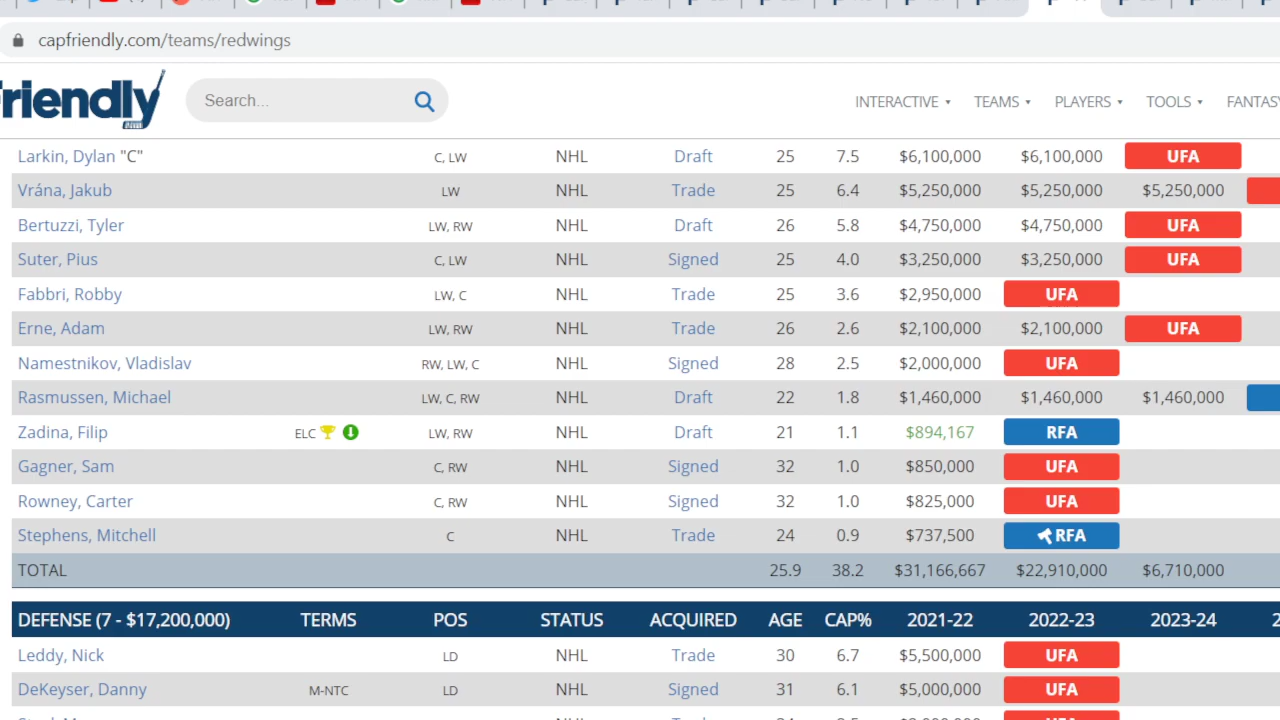 capfriendly.com/teams/redwings
friendly Search... INTERACTIVE TEAMS PLAYERS TOOLS FANTASY
Larkin, Dylan "C" C, LW NHL Draft 25 7.5 $6,100,000 $6,100,000 UFA
Vrána, Jakub LW NHL Trade 25 6.4 $5,250,000 $5,250,000 $5,250,000
Bertuzzi, Tyler LW, RW NHL Draft 26 5.8 $4,750,000 $4,750,000 UFA
Suter, Pius C, LW NHL Signed 25 4.0 $3,250,000 $3,250,000 UFA
Fabbri, Robby LW, C NHL Trade 25 3.6 $2,950,000 UFA
Erne, Adam LW, RW NHL Trade 26 2.6 $2,100,000 $2,100,000 UFA
Namestnikov, Vladislav RW, LW, C NHL Signed 28 2.5 $2,000,000 UFA
Rasmussen, Michael LW, C, RW NHL Draft 22 1.8 $1,460,000 $1,460,000 $1,460,000
Zadina, Filip ELC LW, RW NHL Draft 21 1.1 $894,167 RFA
Gagner, Sam C, RW NHL Signed 32 1.0 $850,000 UFA
Rowney, Carter C, RW NHL Signed 32 1.0 $825,000 UFA
Stephens, Mitchell C NHL Trade 24 0.9 $737,500 RFA
TOTAL 25.9 38.2 $31,166,667 $22,910,000 $6,710,000
DEFENSE (7 - $17,200,000) TERMS POS STATUS ACQUIRED AGE CAP% 2021-22 2022-23 2023-24
Leddy, Nick LD NHL Trade 30 6.7 $5,500,000 UFA
DeKeyser, Danny M-NTC LD NHL Signed 31 6.1 $5,000,000 UFA